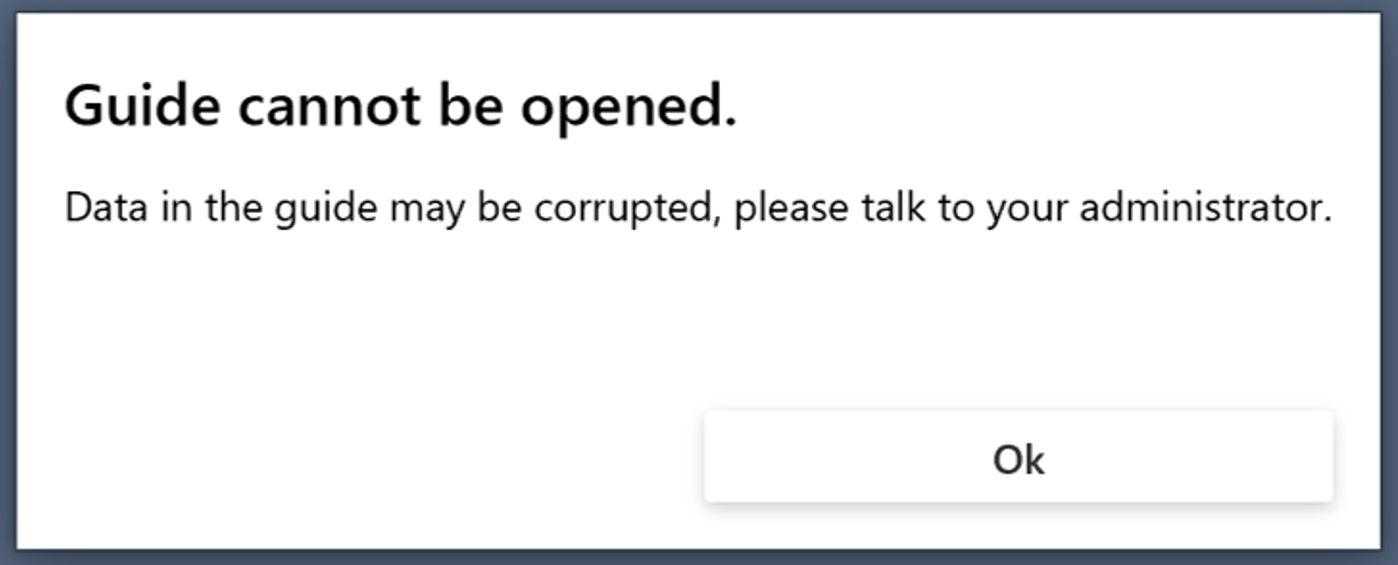 Guide cannot be opened.
Data in the guide may be corrupted, please talk to your administrator.
Ok